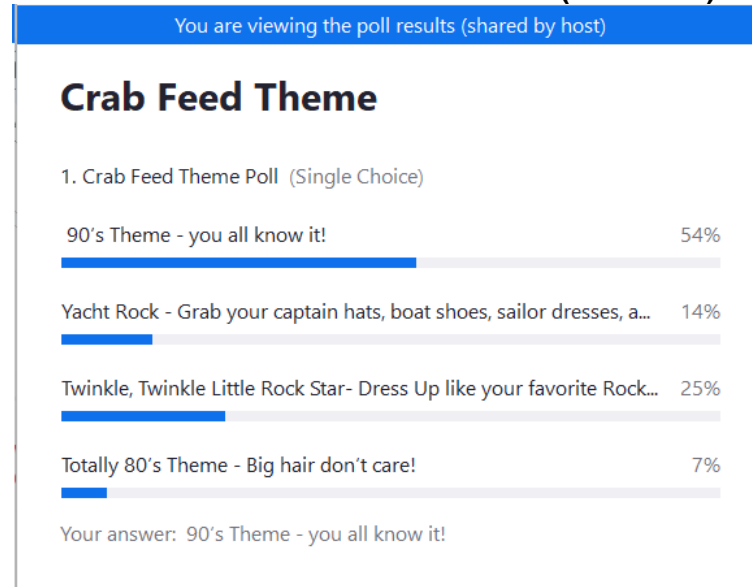 You are viewing the poll results (shared by host)
Crab Feed Theme
1. Crab Feed Theme Poll (Single Choice)
90's Theme - you all know it! 54%
Yacht Rock - Grab your captain hats, boat shoes, sailor dresses, a... 14%
Twinkle, Twinkle Little Rock Star- Dress Up like your favorite Rock... 25%
Totally 80's Theme - Big hair don't care! 7%
Your answer: 90's Theme - you all know it!